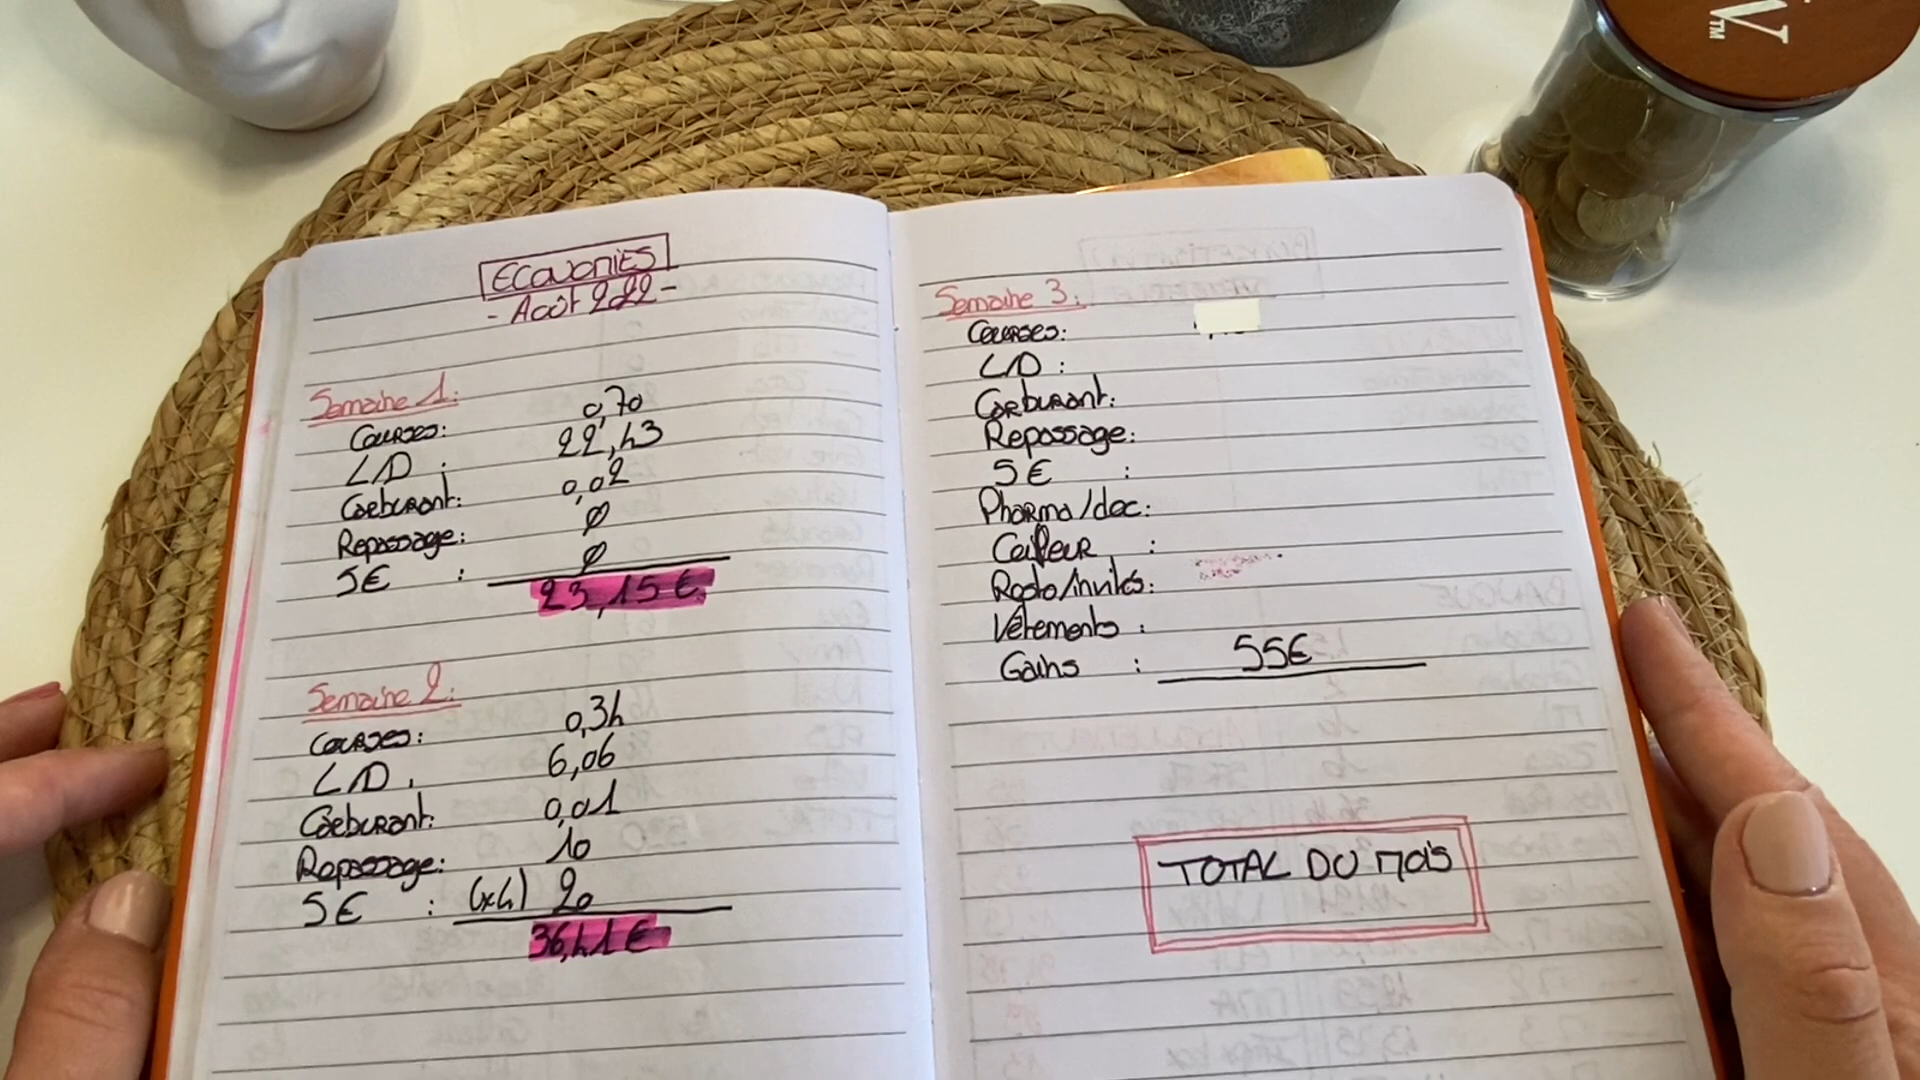 ECONOMIES
- Août 2022 -
Semaine 1:
Courses: 0,70
L/D : 22,43
Carburant: 0,02
Repassage: ϕ
5€ : ϕ
23,15 €
Semaine 2:
Courses: 0,34
L/D : 6,06
Carburant: 0,01
Repassage: 10
5€ : (x4) 20
36,41 €
Semaine 3:
Courses:
L/D :
Carburant:
Repassage:
5€ :
Pharma/doc:
Coiffeur :
Resto/invités:
Vêtements :
Gains : 55€
TOTAL DU MOIS